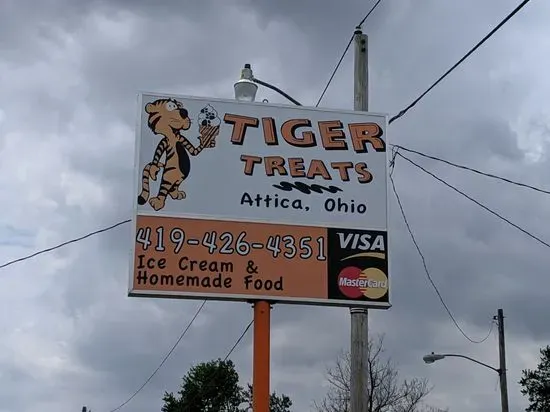 TIGER
TREATS
Attica, Ohio
419-426-4351
Ice Cream &
Homemade Food
VISA
MasterCard